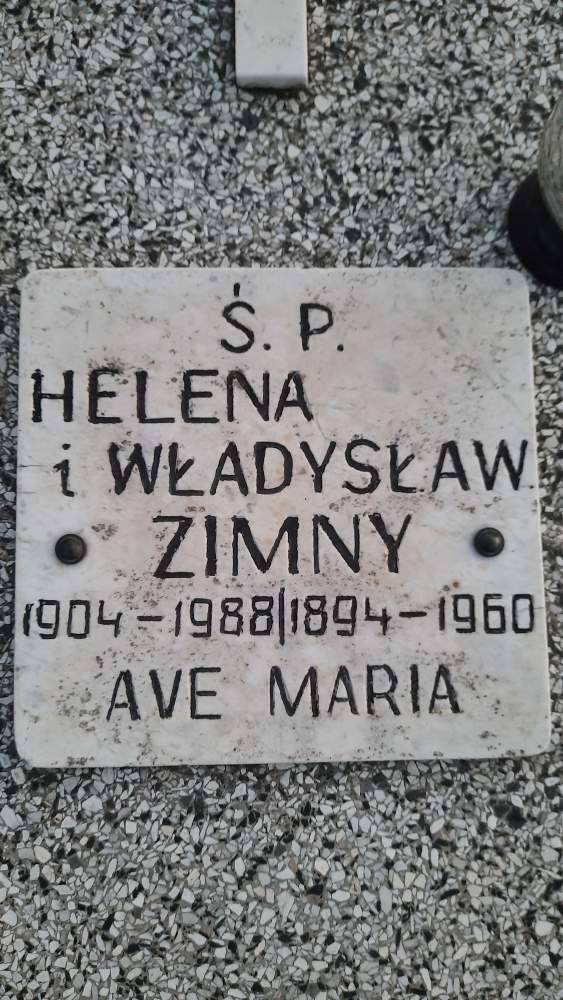 Ś. P.
HELENA
i WŁADYSŁAW
ZIMNY
1904-1988|1894-1960
AVE MARIA